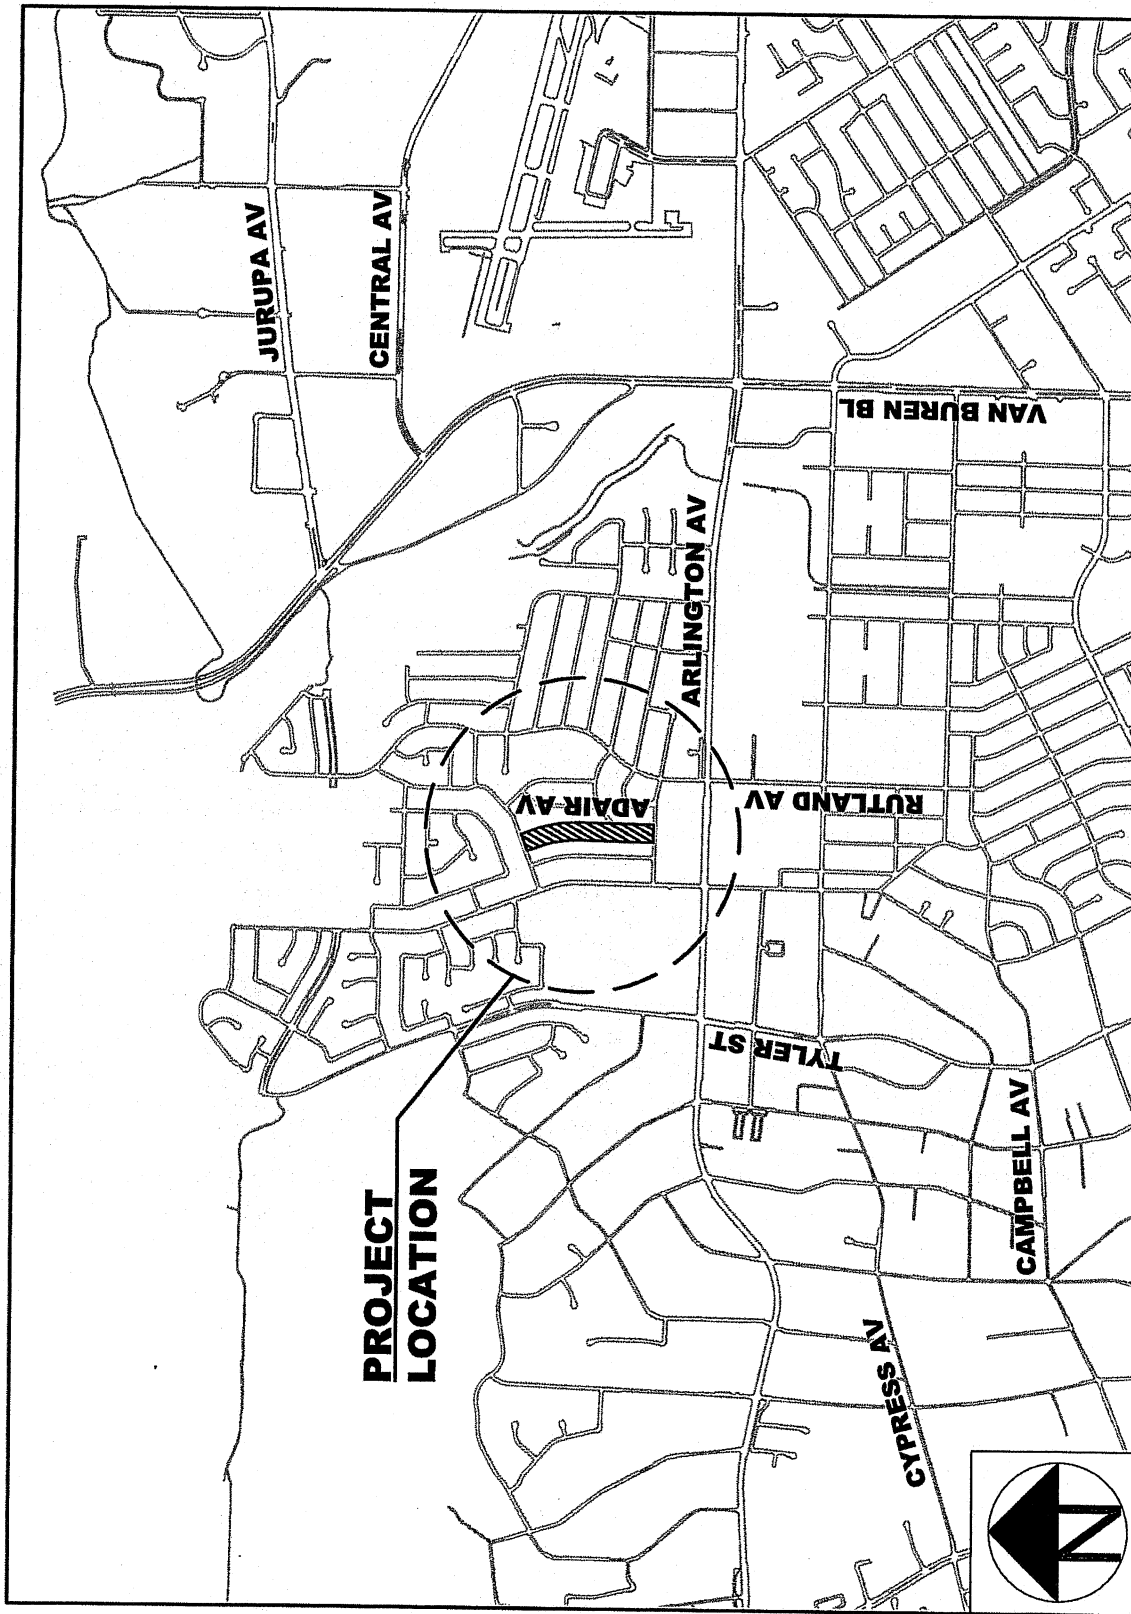 JURUPA AV
CENTRAL AV
VAN BUREN BL
ARLINGTON AV
ADAIR AV
RUTLAND AV
TYLER ST
PROJECT
LOCATION
CAMPBELL AV
CYPRESS AV
N